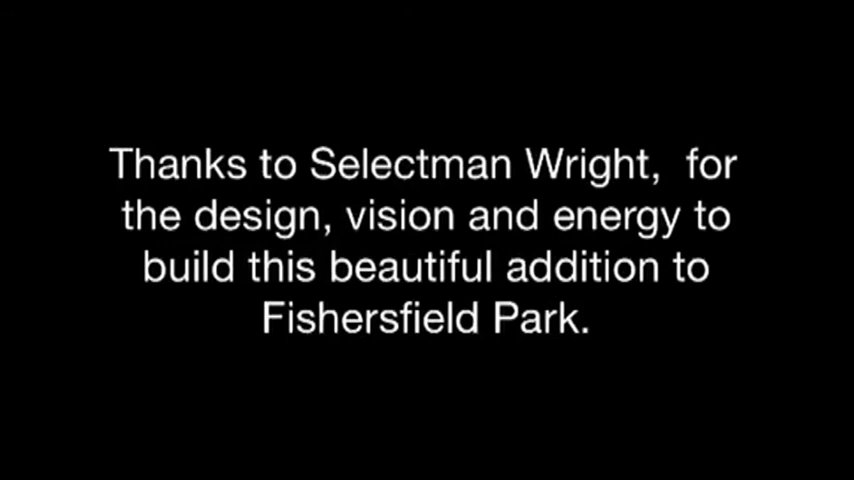 Thanks to Selectman Wright,  for
the design, vision and energy to
build this beautiful addition to
Fishersfield Park.